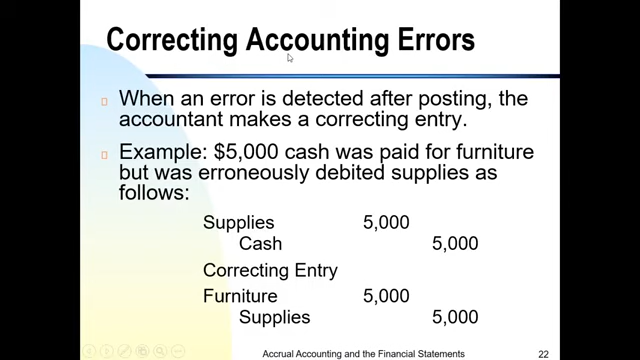 Correcting Accounting Errors
When an error is detected after posting, the
accountant makes a correcting entry.
Example: $5,000 cash was paid for furniture
but was erroneously debited supplies as
follows:
Supplies 5,000
Cash 5,000
Correcting Entry
Furniture 5,000
Supplies 5,000
Accrual Accounting and the Financial Statements 22